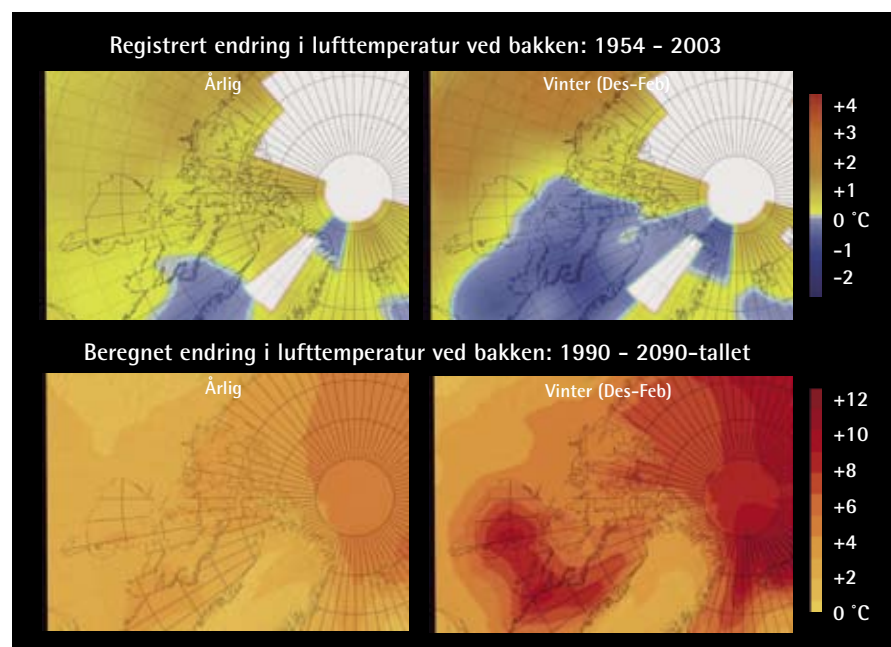 Registrert endring i lufttemperatur ved bakken: 1954 - 2003
Årlig
Vinter (Des-Feb)
+4
+3
+2
+1
0 °C
-1
-2
Beregnet endring i lufttemperatur ved bakken: 1990 - 2090-tallet
Årlig
Vinter (Des-Feb)
+12
+10
+8
+6
+4
+2
0 °C